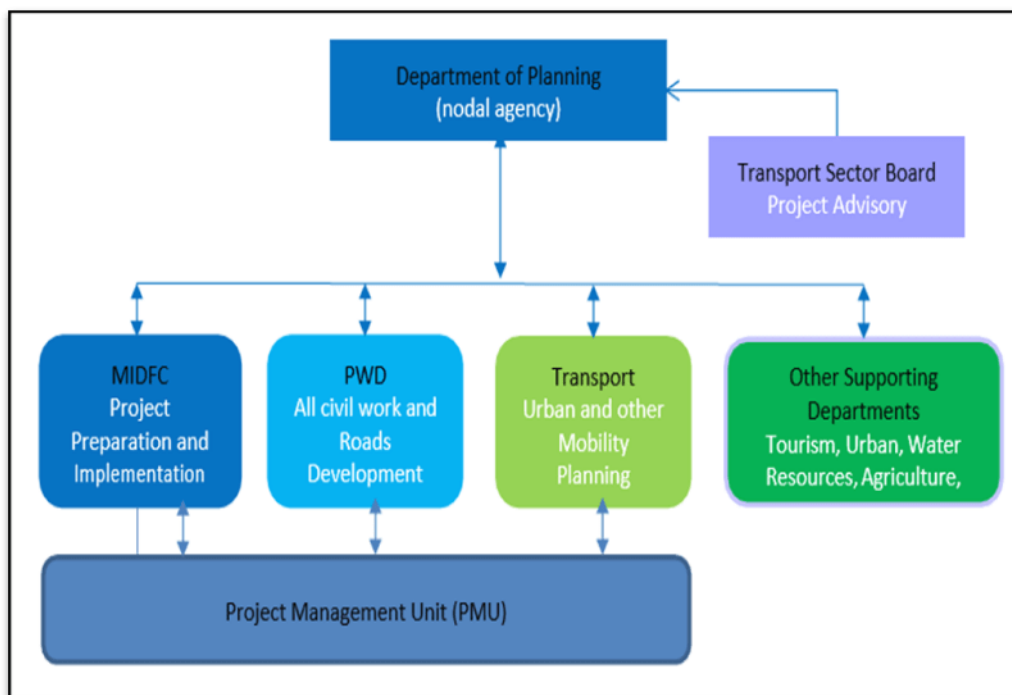 Department of Planning
(nodal agency)
Transport Sector Board
Project Advisory
MIDFC
Project
Preparation and
Implementation
PWD
All civil work and
Roads
Development
Transport
Urban and other
Mobility
Planning
Other Supporting
Departments
Tourism, Urban, Water
Resources, Agriculture,
Project Management Unit (PMU)